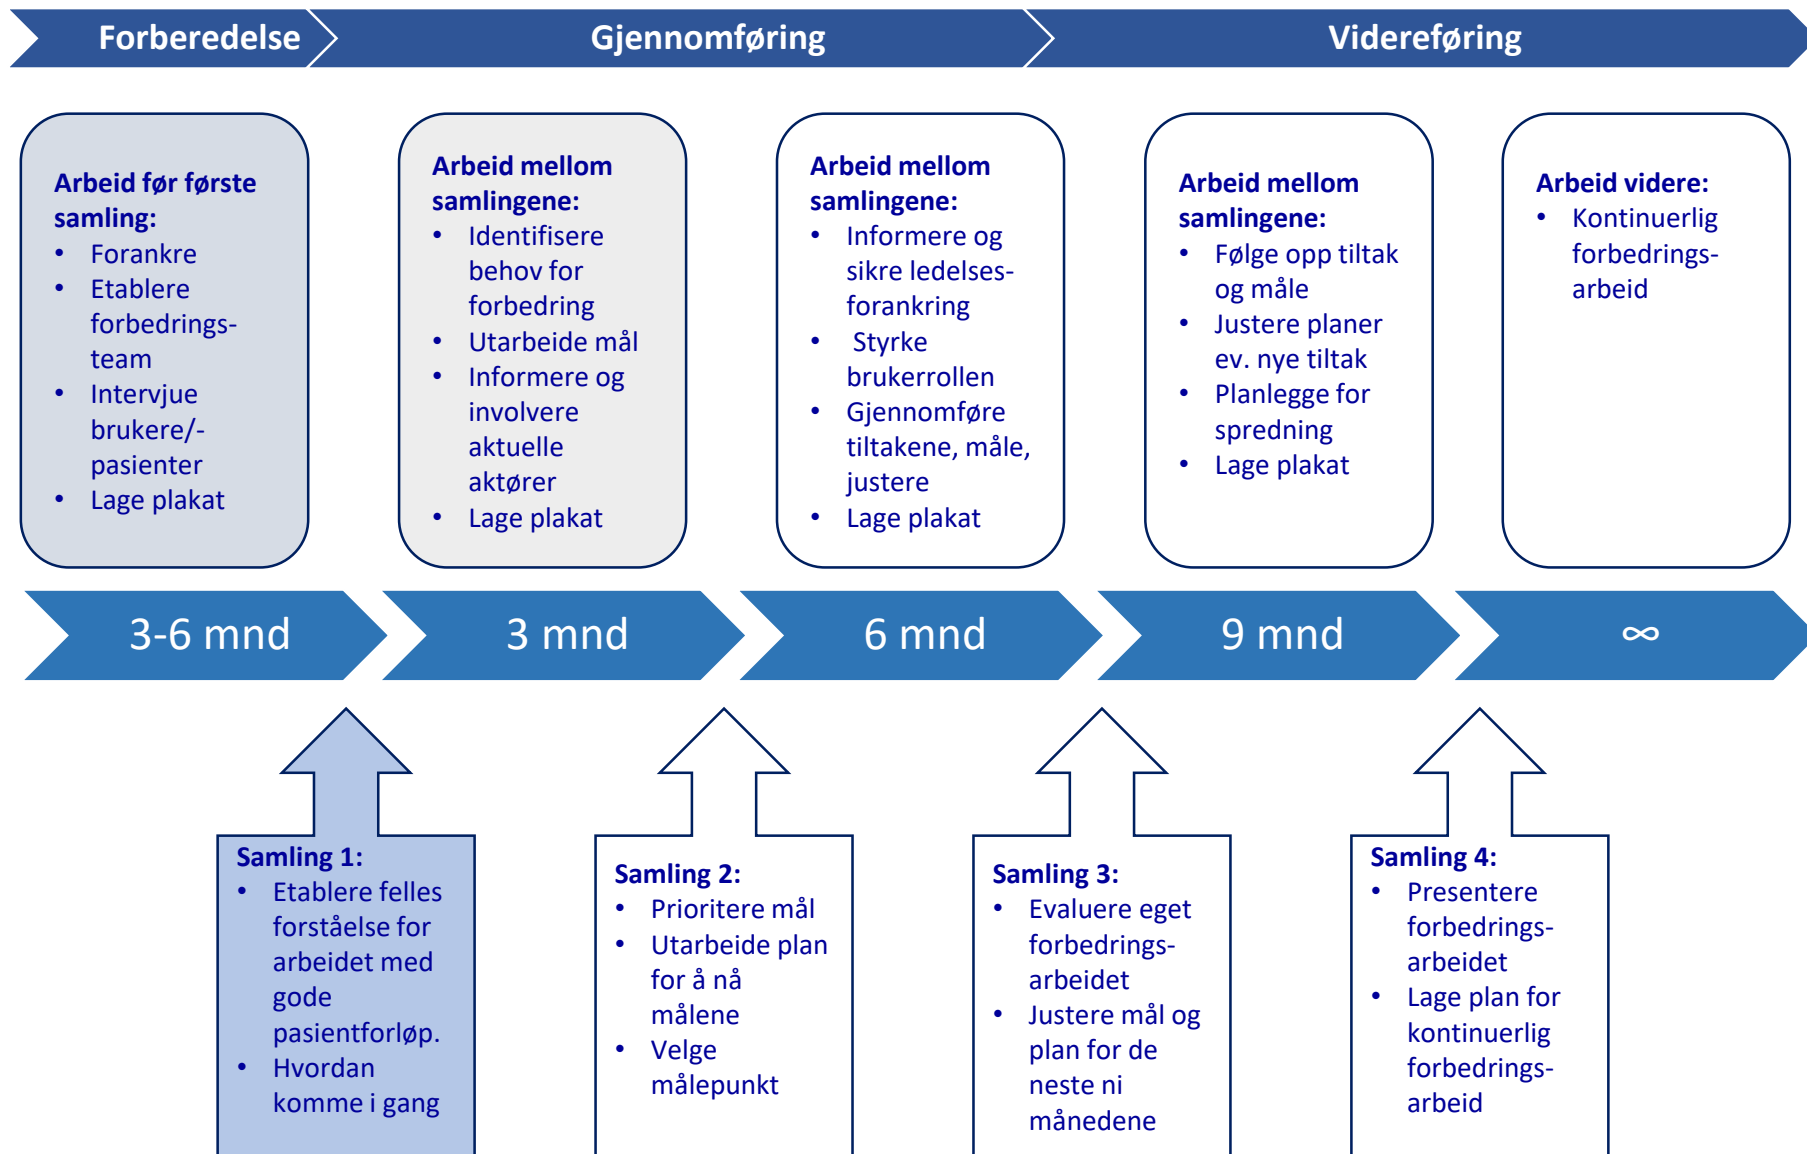 Forberedelse
Gjennomføring
Videreføring
Arbeid før første
samling:
• Forankre
• Etablere
forbedrings-
team
• Intervjue
brukere/-
pasienter
• Lage plakat
Arbeid mellom
samlingene:
• Identifisere
behov for
forbedring
• Utarbeide mål
• Informere og
involvere
aktuelle
aktører
• Lage plakat
Arbeid mellom
samlingene:
• Informere og
sikre ledelses-
forankring
• Styrke
brukerrollen
• Gjennomføre
tiltakene, måle,
justere
• Lage plakat
Arbeid mellom
samlingene:
• Følge opp tiltak
og måle
• Justere planer
ev. nye tiltak
• Planlegge for
spredning
• Lage plakat
Arbeid videre:
• Kontinuerlig
forbedrings-
arbeid
3-6 mnd
3 mnd
6 mnd
9 mnd
∞
Samling 1:
• Etablere felles
forståelse for
arbeidet med
gode
pasientforløp.
• Hvordan
komme i gang
Samling 2:
• Prioritere mål
• Utarbeide plan
for å nå
målene
• Velge
målepunkt
Samling 3:
• Evaluere eget
forbedrings-
arbeidet
• Justere mål og
plan for de
neste ni
månedene
Samling 4:
• Presentere
forbedrings-
arbeidet
• Lage plan for
kontinuerlig
forbedrings-
arbeid